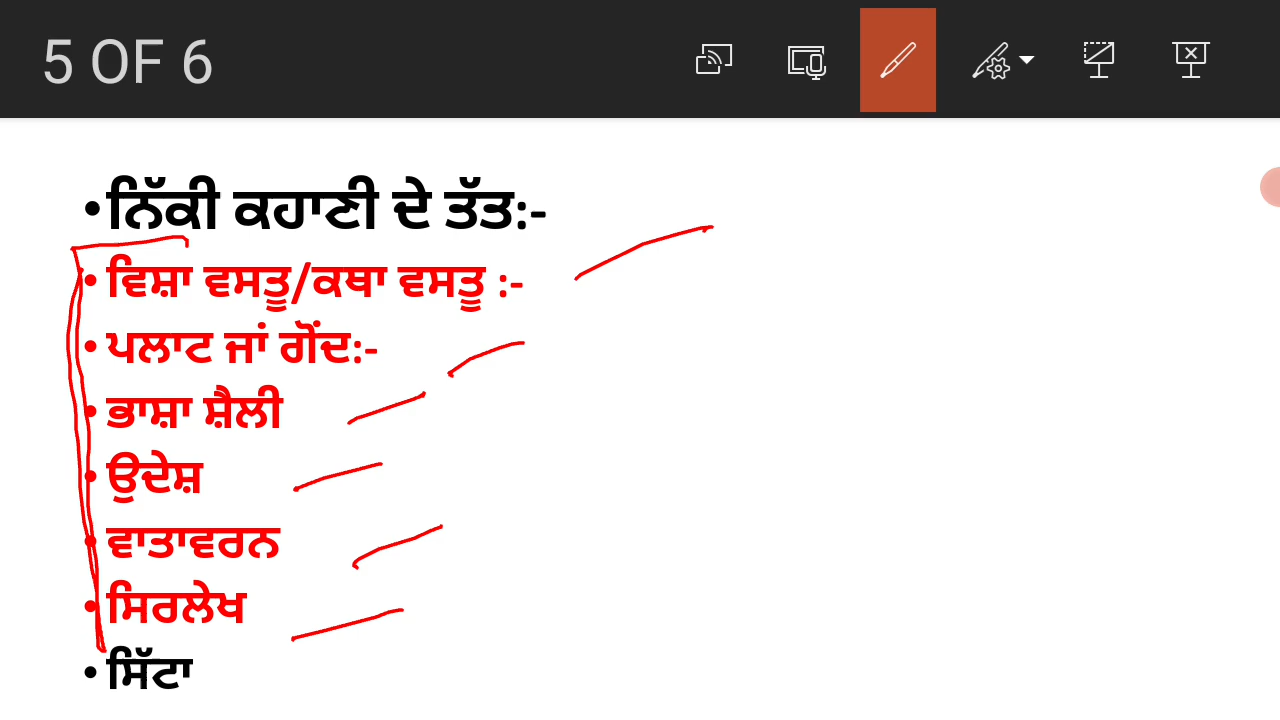 5 OF 6
•ਨਿੱਕੀ ਕਹਾਣੀ ਦੇ ਤੱਤ:-
• ਵਿਸ਼ਾ ਵਸਤੂ/ਕਥਾ ਵਸਤੂ :-
• ਪਲਾਟ ਜਾਂ ਗੋਂਦ:-
• ਭਾਸ਼ਾ ਸ਼ੈਲੀ
• ਉਦੇਸ਼
• ਵਾਤਾਵਰਨ
• ਸਿਰਲੇਖ
• ਸਿੱਟਾ